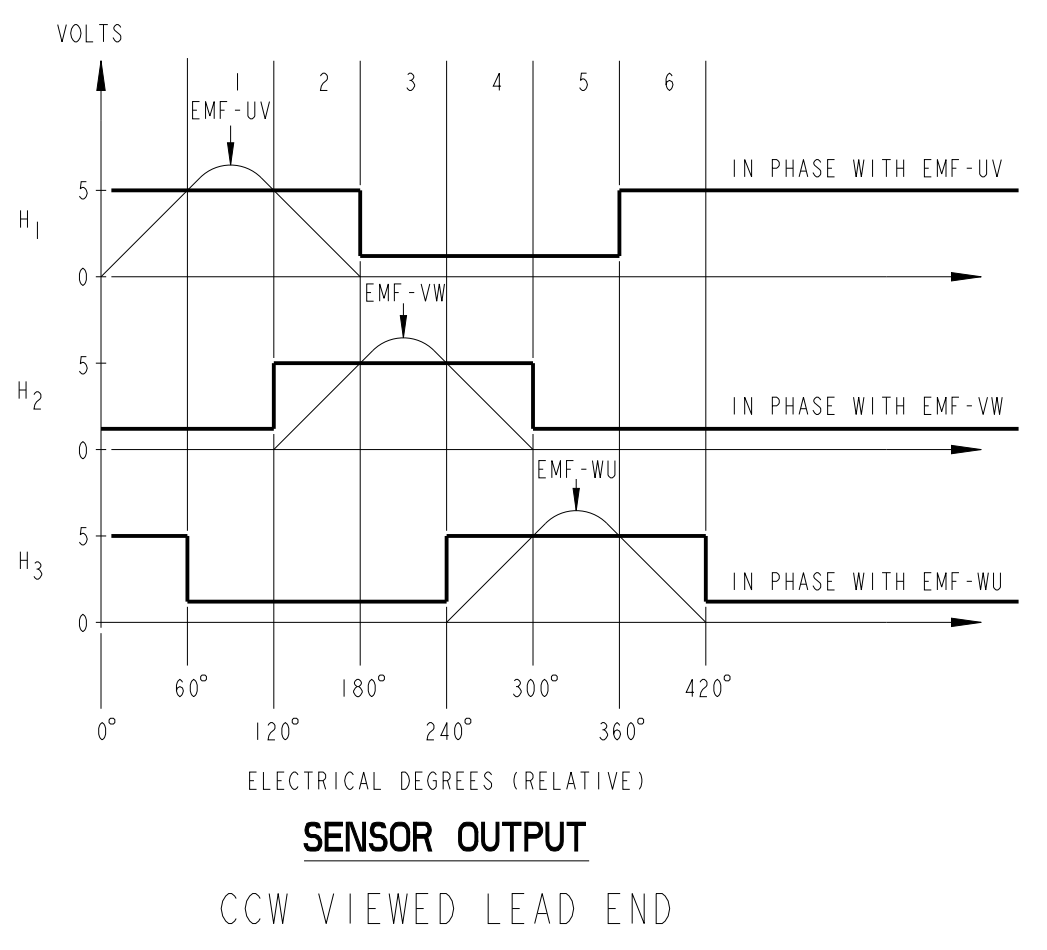 VOLTS
1 2 3 4 5 6
EMF-UV
IN PHASE WITH EMF-UV
5
H1
0
EMF-VW
5
H2
IN PHASE WITH EMF-VW
0
EMF-WU
5
H3
IN PHASE WITH EMF-WU
0
60° 180° 300° 420°
0° 120° 240° 360°
ELECTRICAL DEGREES (RELATIVE)
SENSOR OUTPUT
CCW VIEWED LEAD END